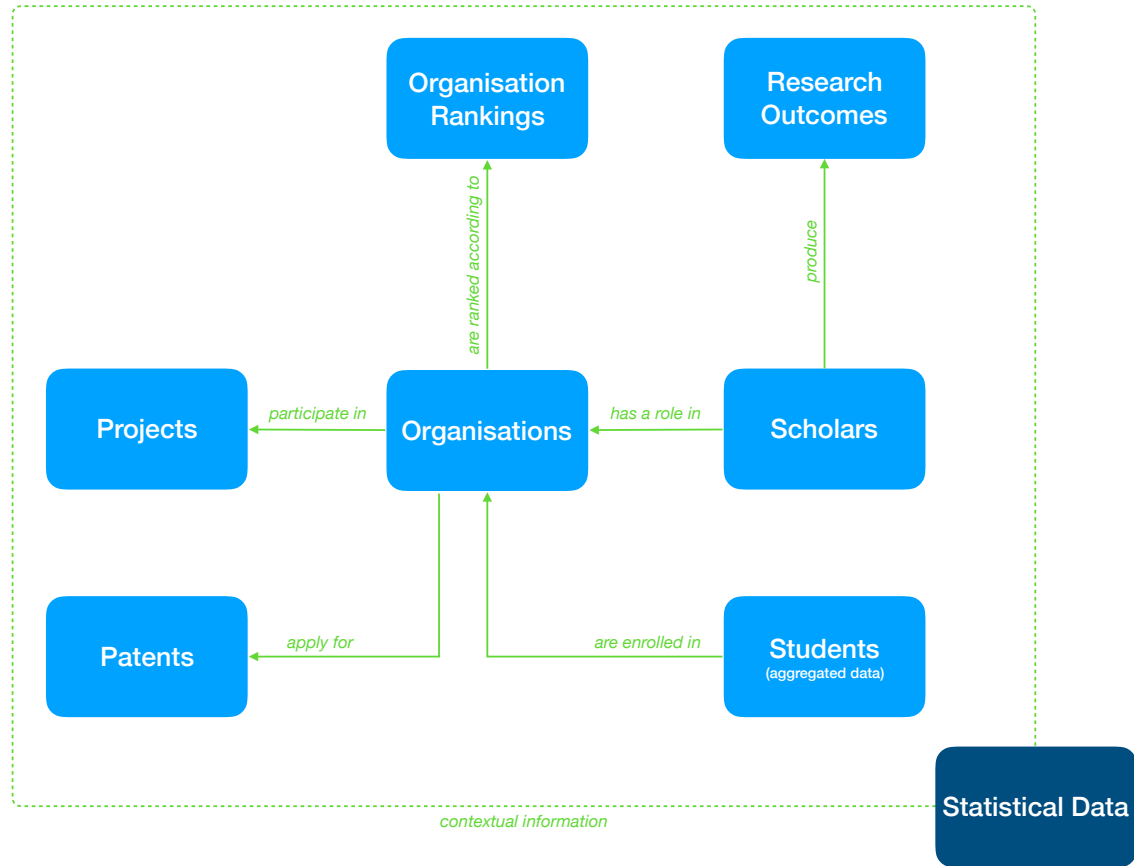 Organisation
Rankings
Research
Outcomes
are ranked according to
produce
Projects
participate in
Organisations
has a role in
Scholars
Patents
apply for
are enrolled in
Students
(aggregated data)
Statistical Data
contextual information